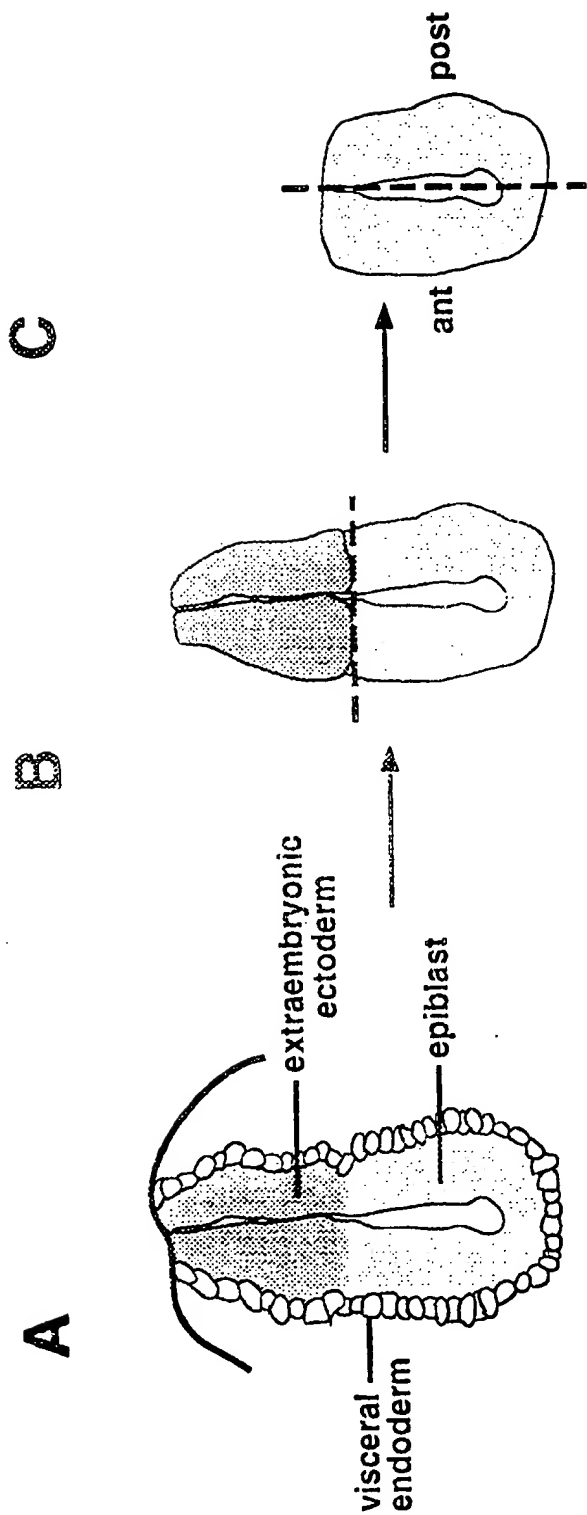 A
B
C
visceral
endoderm
extraembryonic
ectoderm
epiblast
ant
post